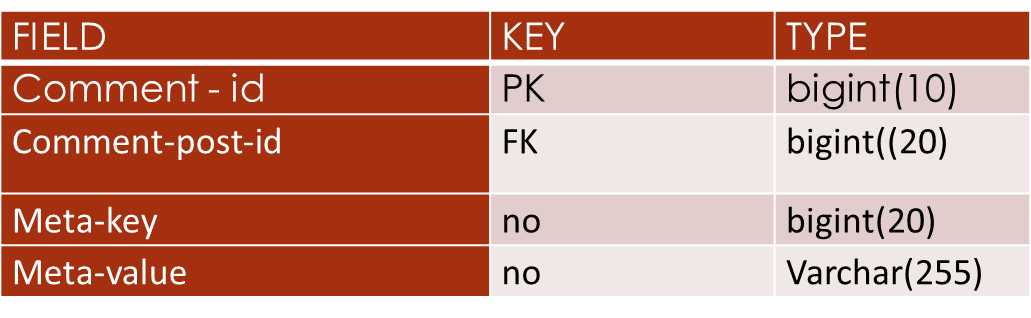 FIELD KEY TYPE
Comment - id PK bigint(10)
Comment-post-id FK bigint((20)
Meta-key no bigint(20)
Meta-value no Varchar(255)